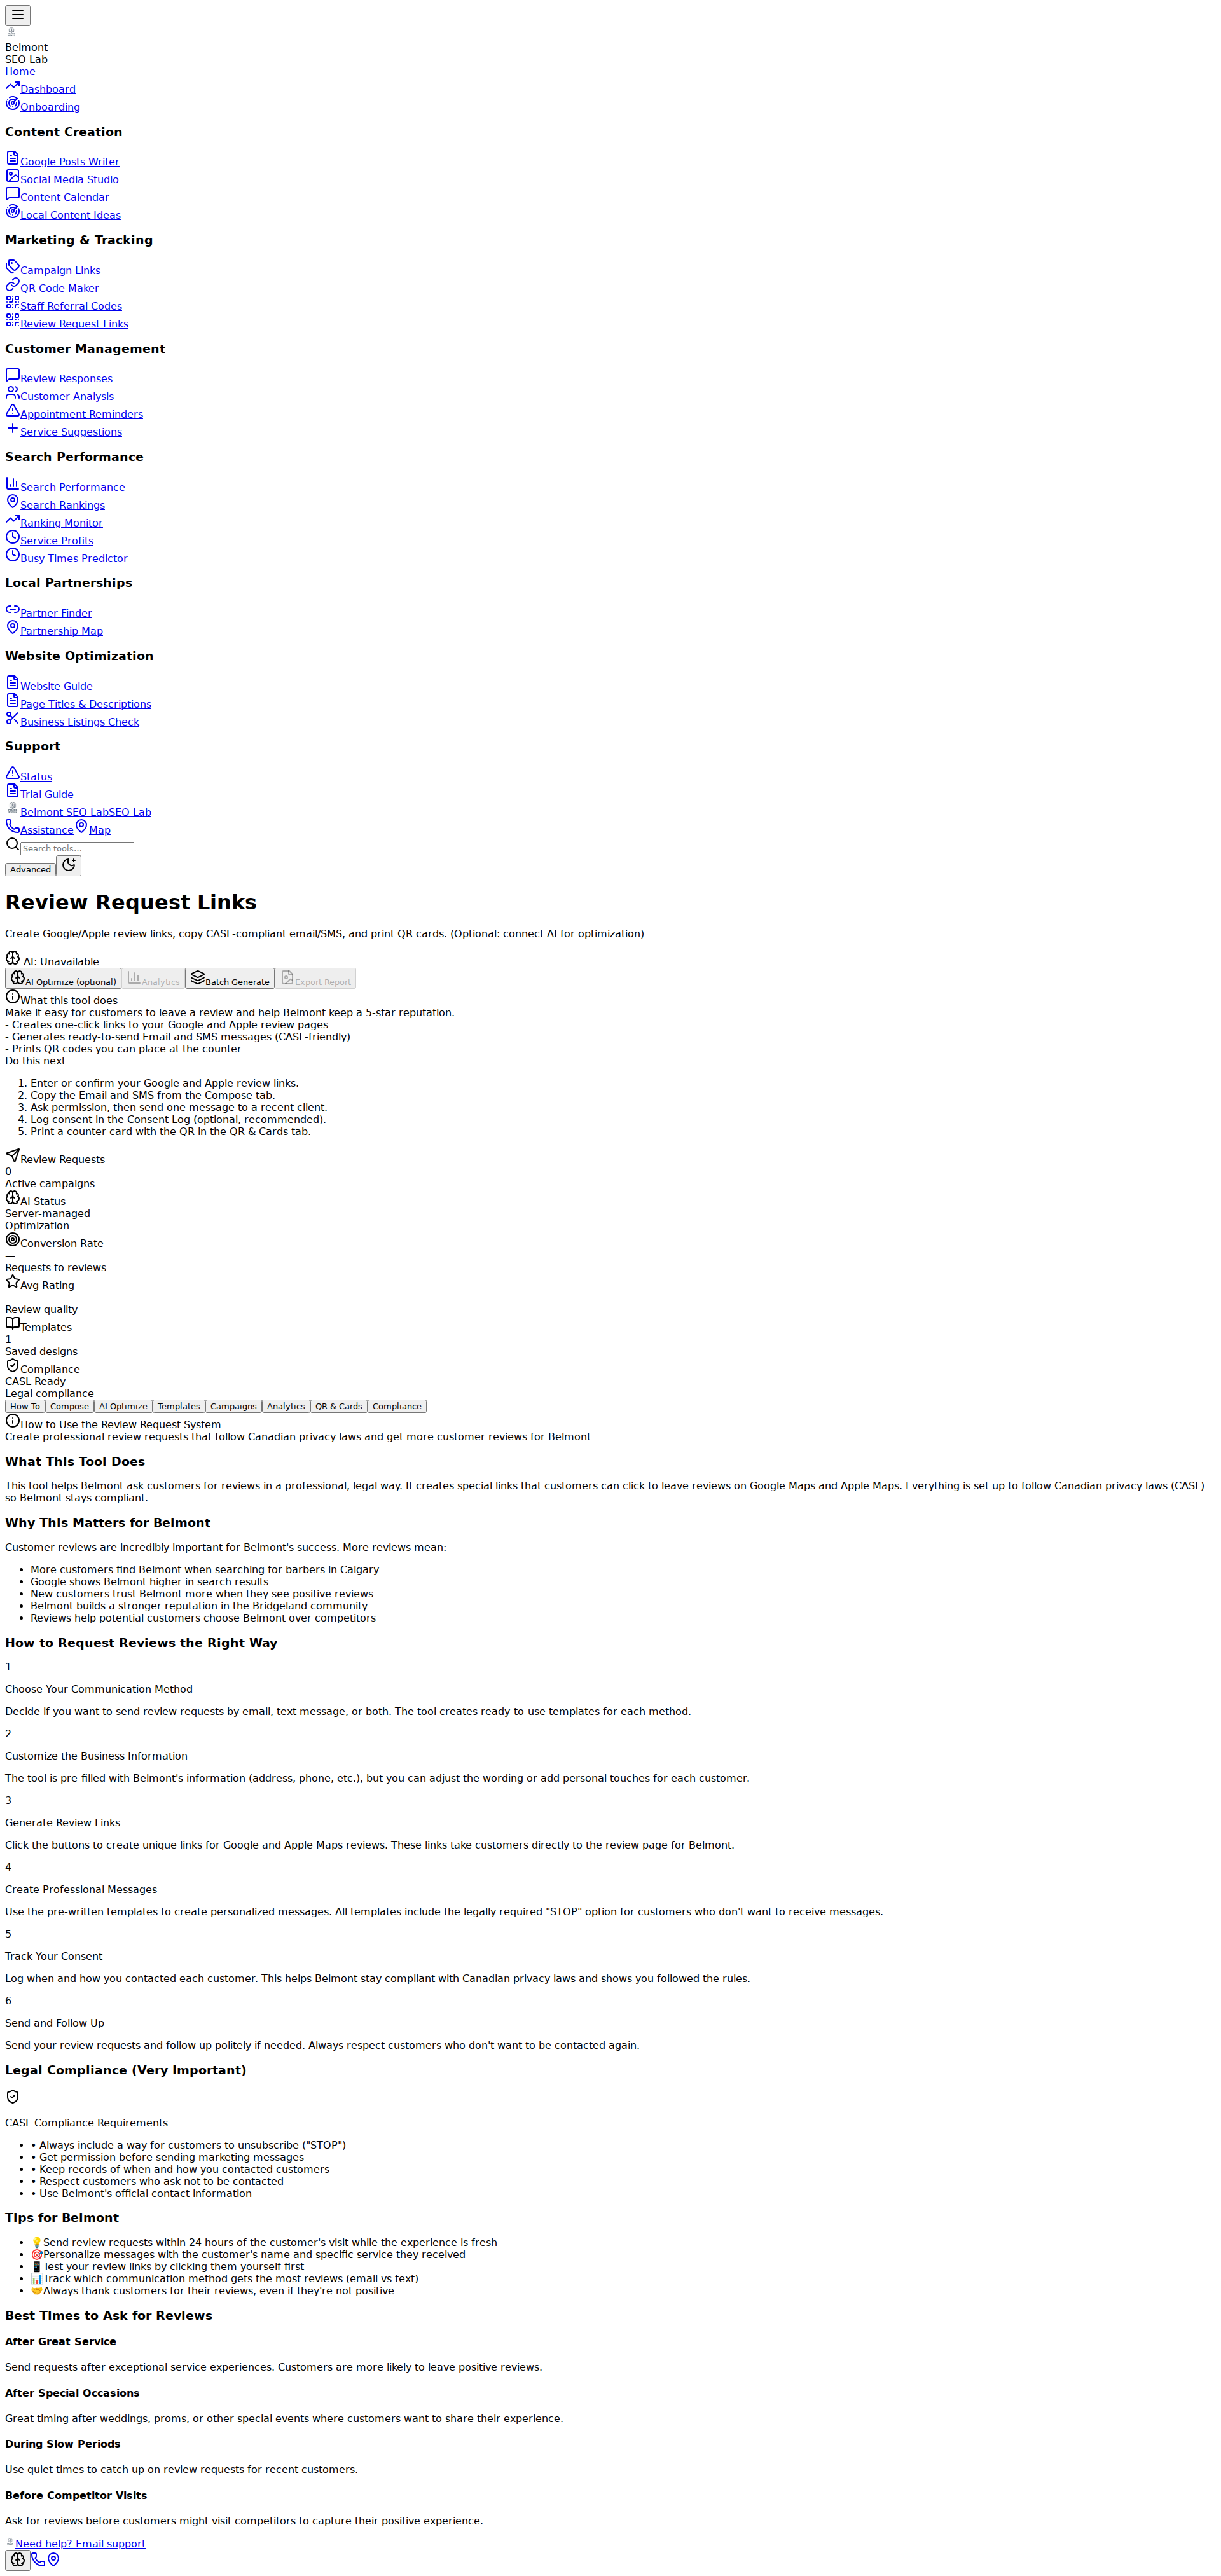 Belmont
SEO Lab
Home
Dashboard
Onboarding
Content Creation
Google Posts Writer
Social Media Studio
Content Calendar
Local Content Ideas
Marketing & Tracking
Campaign Links
QR Code Maker
Staff Referral Codes
Review Request Links
Customer Management
Review Responses
Customer Analysis
Appointment Reminders
Service Suggestions
Search Performance
Search Performance
Search Rankings
Ranking Monitor
Service Profits
Busy Times Predictor
Local Partnerships
Partner Finder
Partnership Map
Website Optimization
Website Guide
Page Titles & Descriptions
Business Listings Check
Support
Status
Trial Guide
Belmont SEO LabSEO Lab
Assistance Map
Search tools...
Advanced
Review Request Links
Create Google/Apple review links, copy CASL-compliant email/SMS, and print QR cards. (Optional: connect AI for optimization)
AI: Unavailable
AI Optimize (optional) Analytics Batch Generate Export Report
What this tool does
Make it easy for customers to leave a review and help Belmont keep a 5-star reputation.
- Creates one-click links to your Google and Apple review pages
- Generates ready-to-send Email and SMS messages (CASL-friendly)
- Prints QR codes you can place at the counter
Do this next
1. Enter or confirm your Google and Apple review links.
2. Copy the Email and SMS from the Compose tab.
3. Ask permission, then send one message to a recent client.
4. Log consent in the Consent Log (optional, recommended).
5. Print a counter card with the QR in the QR & Cards tab.
Review Requests
0
Active campaigns
AI Status
Server-managed
Optimization
Conversion Rate
—
Requests to reviews
Avg Rating
—
Review quality
Templates
1
Saved designs
Compliance
CASL Ready
Legal compliance
How To Compose AI Optimize Templates Campaigns Analytics QR & Cards Compliance
How to Use the Review Request System
Create professional review requests that follow Canadian privacy laws and get more customer reviews for Belmont
What This Tool Does
This tool helps Belmont ask customers for reviews in a professional, legal way. It creates special links that customers can click to leave reviews on Google Maps and Apple Maps. Everything is set up to follow Canadian privacy laws (CASL)
so Belmont stays compliant.
Why This Matters for Belmont
Customer reviews are incredibly important for Belmont's success. More reviews mean:
• More customers find Belmont when searching for barbers in Calgary
• Google shows Belmont higher in search results
• New customers trust Belmont more when they see positive reviews
• Belmont builds a stronger reputation in the Bridgeland community
• Reviews help potential customers choose Belmont over competitors
How to Request Reviews the Right Way
1
Choose Your Communication Method
Decide if you want to send review requests by email, text message, or both. The tool creates ready-to-use templates for each method.
2
Customize the Business Information
The tool is pre-filled with Belmont's information (address, phone, etc.), but you can adjust the wording or add personal touches for each customer.
3
Generate Review Links
Click the buttons to create unique links for Google and Apple Maps reviews. These links take customers directly to the review page for Belmont.
4
Create Professional Messages
Use the pre-written templates to create personalized messages. All templates include the legally required "STOP" option for customers who don't want to receive messages.
5
Track Your Consent
Log when and how you contacted each customer. This helps Belmont stay compliant with Canadian privacy laws and shows you followed the rules.
6
Send and Follow Up
Send your review requests and follow up politely if needed. Always respect customers who don't want to be contacted again.
Legal Compliance (Very Important)
CASL Compliance Requirements
• • Always include a way for customers to unsubscribe ("STOP")
• • Get permission before sending marketing messages
• • Keep records of when and how you contacted customers
• • Respect customers who ask not to be contacted
• • Use Belmont's official contact information
Tips for Belmont
• 💡Send review requests within 24 hours of the customer's visit while the experience is fresh
• 🎯Personalize messages with the customer's name and specific service they received
• 📱Test your review links by clicking them yourself first
• 📊Track which communication method gets the most reviews (email vs text)
• 🤝Always thank customers for their reviews, even if they're not positive
Best Times to Ask for Reviews
After Great Service
Send requests after exceptional service experiences. Customers are more likely to leave positive reviews.
After Special Occasions
Great timing after weddings, proms, or other special events where customers want to share their experience.
During Slow Periods
Use quiet times to catch up on review requests for recent customers.
Before Competitor Visits
Ask for reviews before customers might visit competitors to capture their positive experience.
Need help? Email support